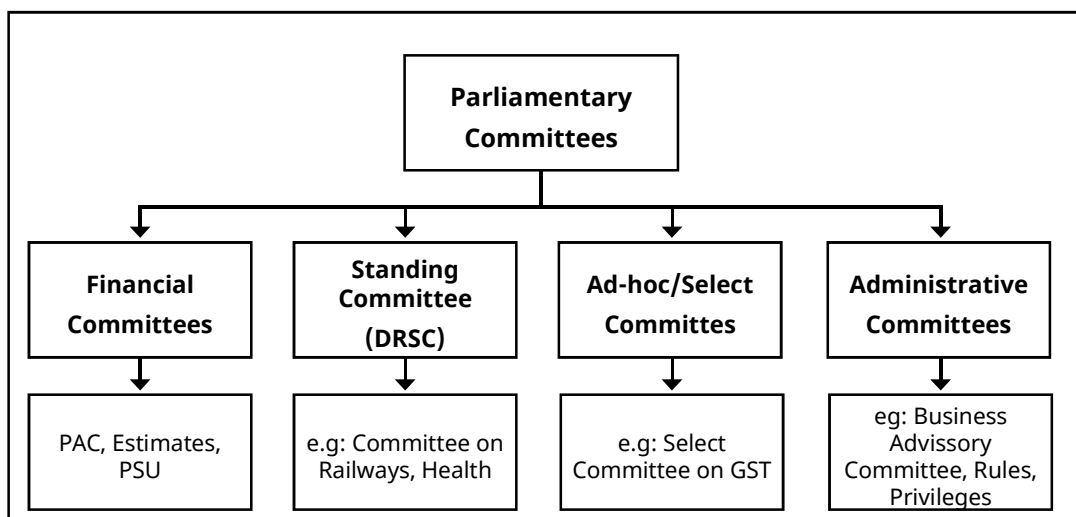 Parliamentary
Committees
Financial
Committees
Standing
Committee
(DRSC)
Ad-hoc/Select
Committes
Administrative
Committees
PAC, Estimates,
PSU
e.g: Committee on
Railways, Health
e.g: Select
Committee on GST
eg: Business
Advissory
Committee, Rules,
Privileges